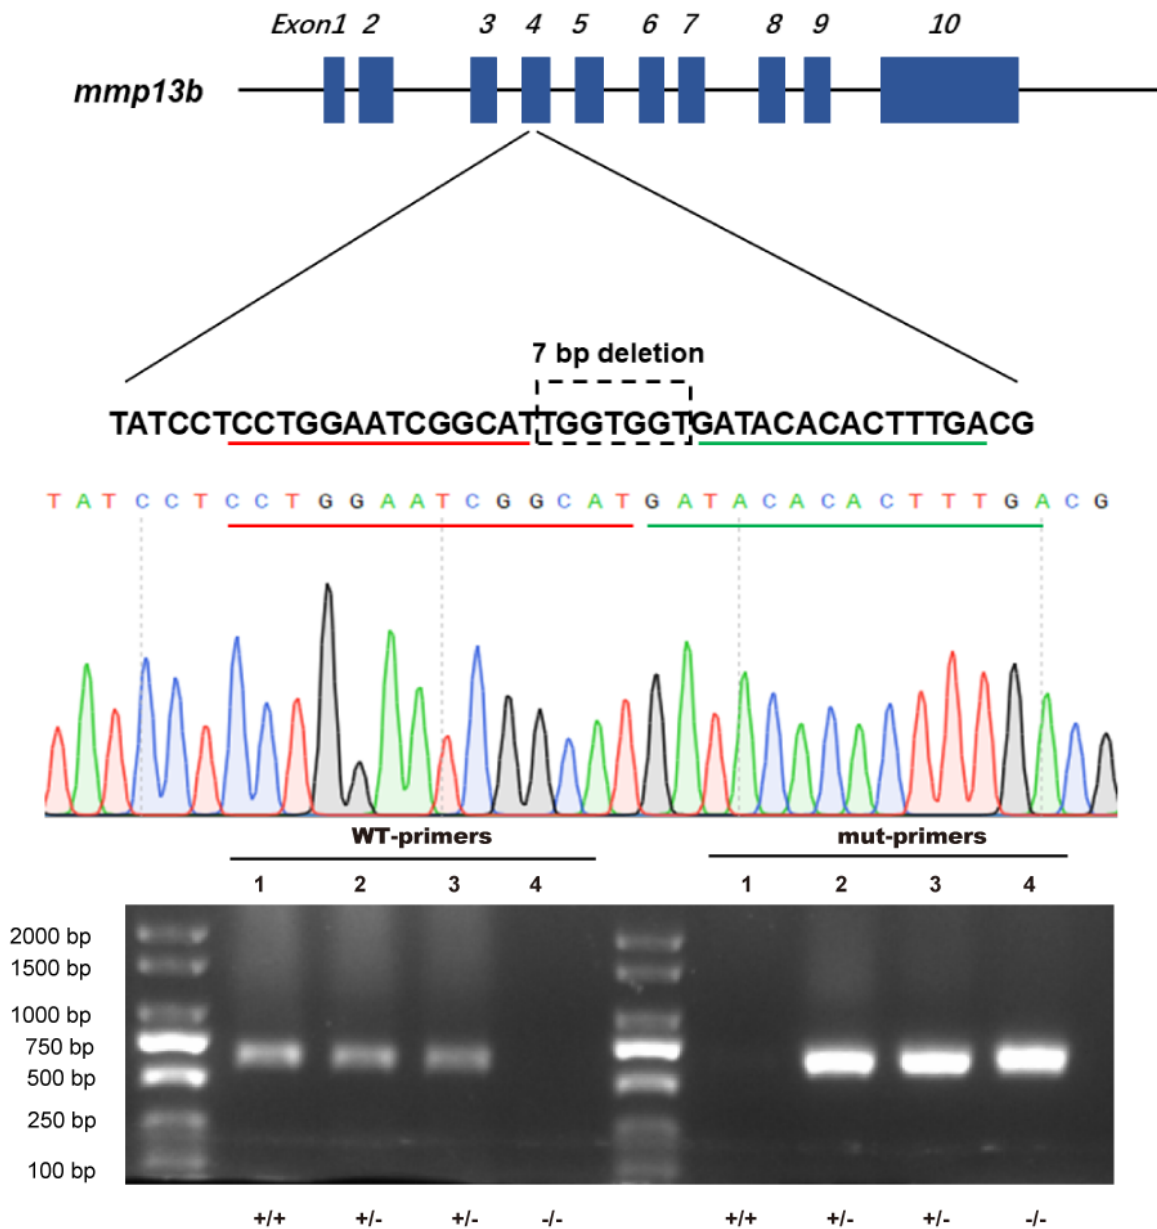 Exon1 2 3 4 5 6 7 8 9 10
mmp13b
7 bp deletion
TATCCTCCTGGAATCGGCATTGGTGGTGATACACACTTTGACG
T A T C C T C C T G G A A T C G G C A T G A T A C A C A C T T T G A C G
WT-primers mut-primers
1 2 3 4 1 2 3 4
2000 bp
1500 bp
1000 bp
750 bp
500 bp
250 bp
100 bp
+/+ +/- +/- -/- +/+ +/- +/- -/-